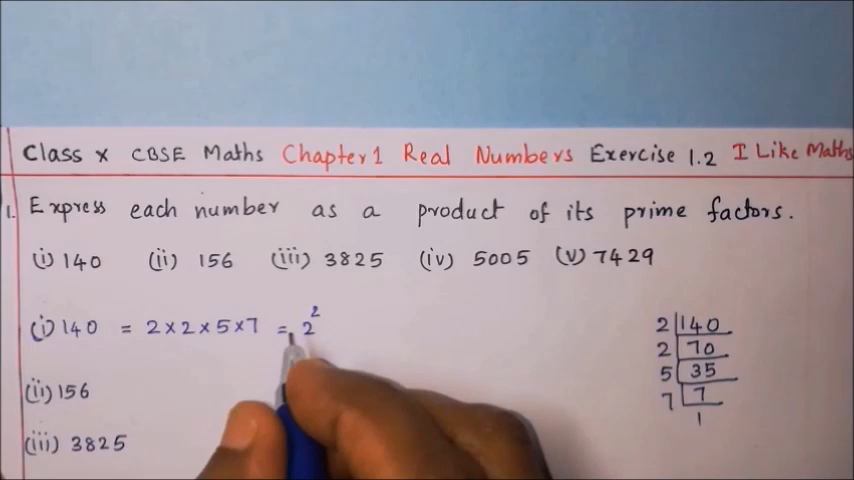 Class X CBSE Maths Chapter 1 Real Numbers Exercise 1.2 I Like Maths
1. Express each number as a product of its prime factors.
(i) 140 (ii) 156 (iii) 3825 (iv) 5005 (v) 7429
(i) 140 = 2 × 2 × 5 × 7 = 2²
(ii) 156
(iii) 3825
2 140
2 70
5 35
7 7
1